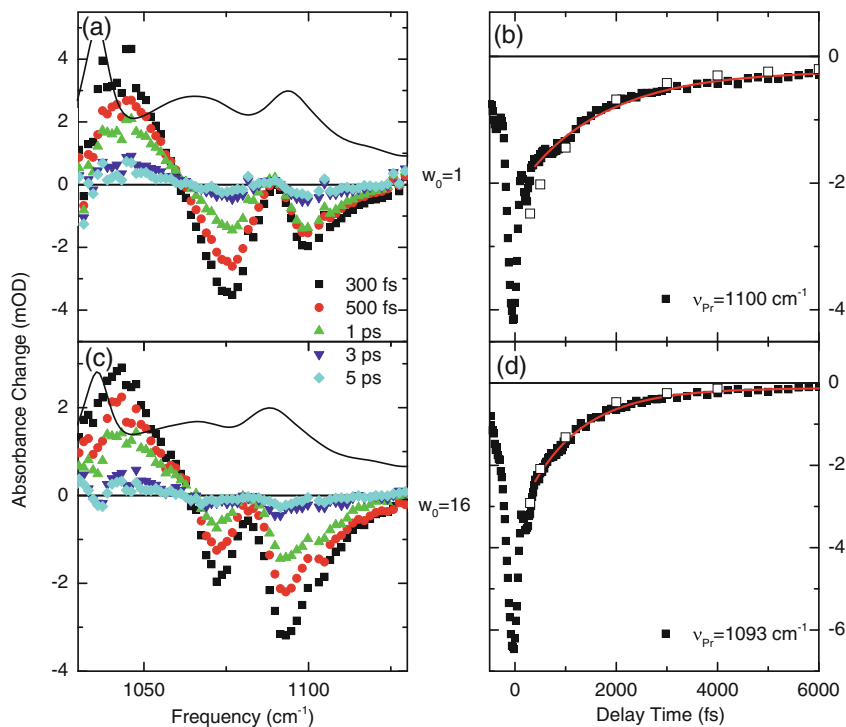 (a)
(b)
4
2
0
-2
-4
300 fs
500 fs
1 ps
3 ps
5 ps
w0=1
0
-2
-4
νPr=1100 cm-1
(c)
(d)
2
0
-2
-4
w0=16
0
-2
-4
-6
νPr=1093 cm-1
1050
1100
0
2000
4000
6000
Absorbance Change (mOD)
Frequency (cm-1)
Delay Time (fs)